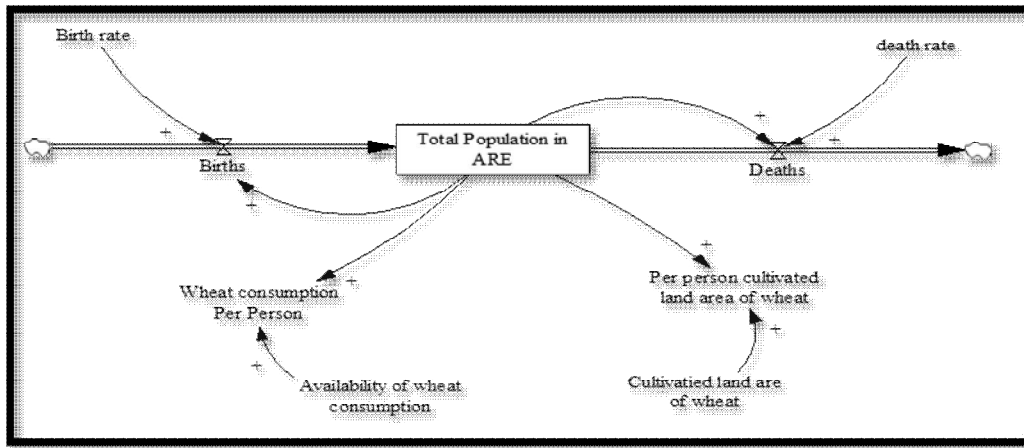 Birth rate
death rate
+
+
+
Total Population in
ARE
Births
Deaths
+
+
+
Wheat consumption
Per Person
Per person cultivated
land area of wheat
+
+
+
Availability of wheat
consumption
Cultivatied land are
of wheat